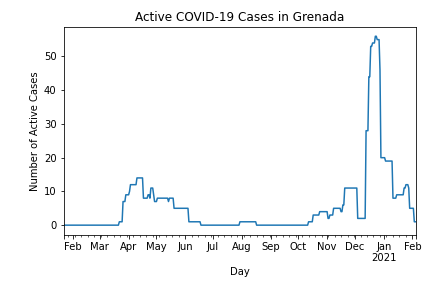 Active COVID-19 Cases in Grenada
Number of Active Cases
50
40
30
20
10
0
Feb Mar Apr May Jun Jul Aug Sep Oct Nov Dec Jan Feb
2021
Day